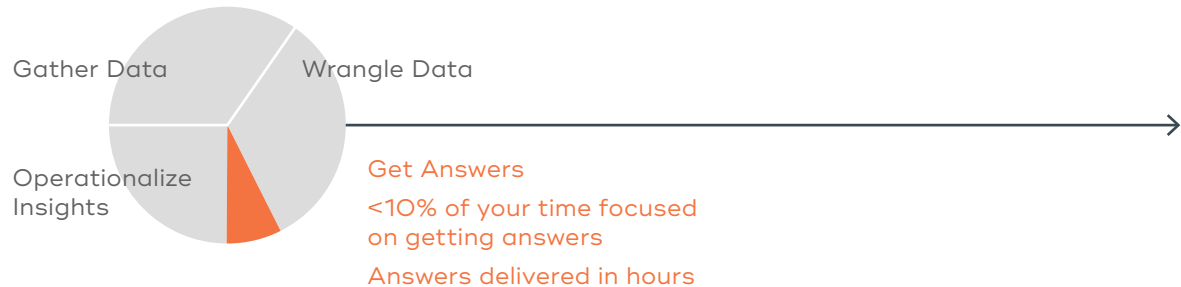 Gather Data
Wrangle Data
Operationalize
Insights
Get Answers
<10% of your time focused
on getting answers
Answers delivered in hours